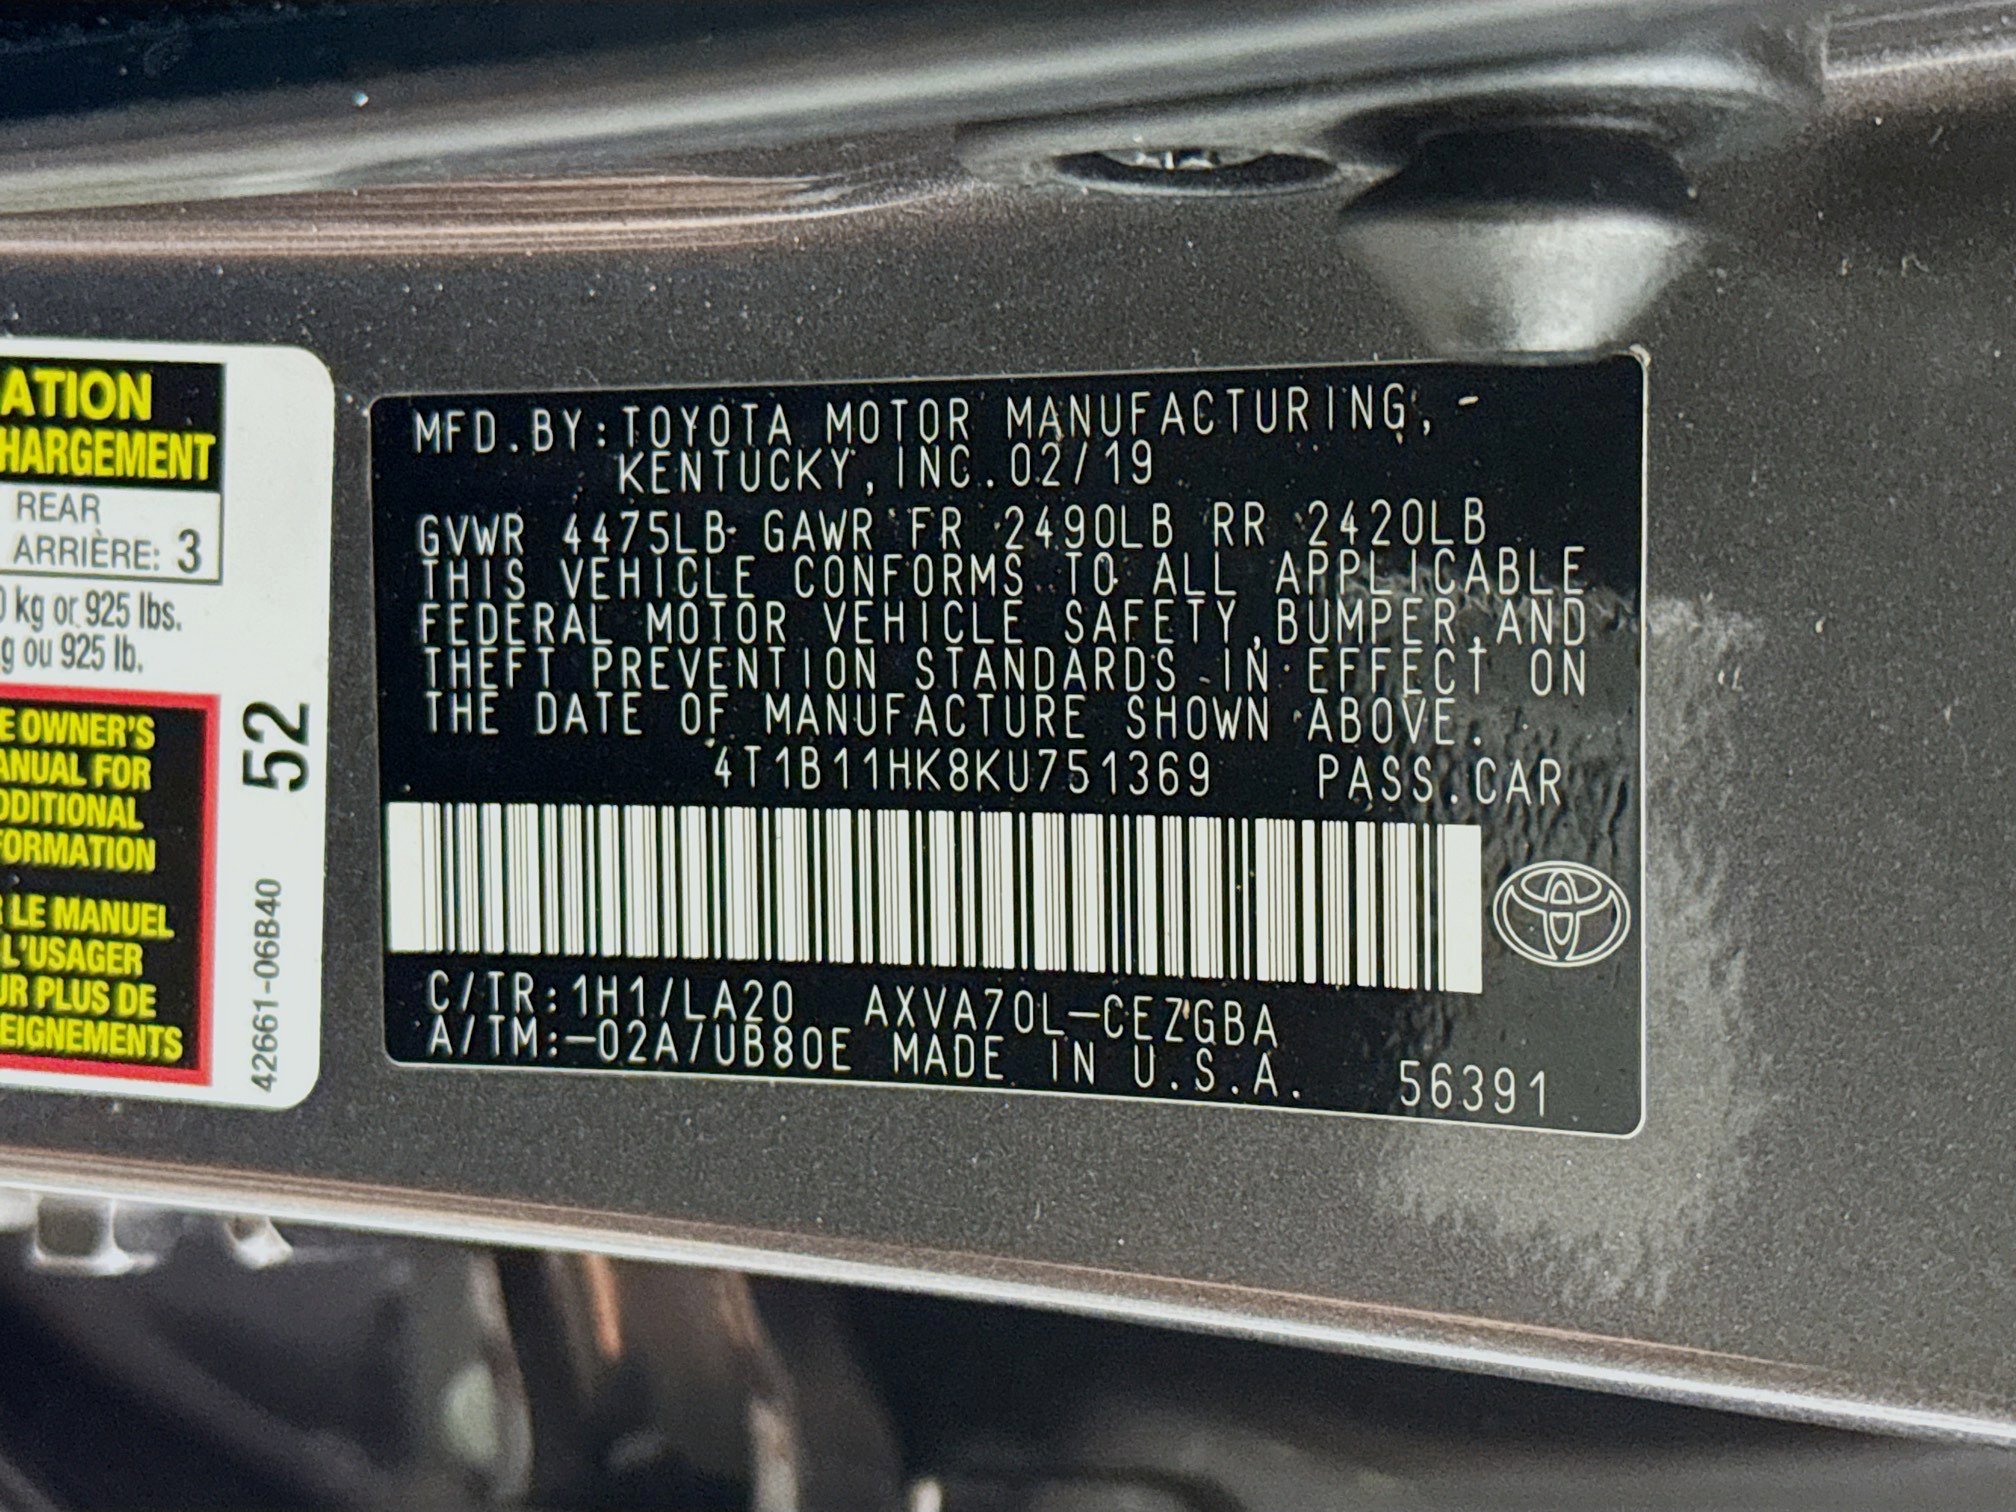 ATION
HARGEMENT
REAR
ARRIÈRE: 3
0 kg or 925 lbs.
g ou 925 lb.
E OWNER'S
ANUAL FOR
DDITIONAL
FORMATION
R LE MANUEL
L'USAGER
UR PLUS DE
EIGNEMENTS
52
42661-06B40
MFD.BY:TOYOTA MOTOR MANUFACTURING,
KENTUCKY,INC.02/19
GVWR 4475LB GAWR FR 2490LB RR 2420LB
THIS VEHICLE CONFORMS TO ALL APPLICABLE
FEDERAL MOTOR VEHICLE SAFETY,BUMPER,AND
THEFT PREVENTION STANDARDS IN EFFECT ON
THE DATE OF MANUFACTURE SHOWN ABOVE.
4T1B11HK8KU751369 PASS.CAR
C/TR:1H1/LA20 AXVA70L-CEZGBA
A/TM:-02A/UB80E MADE IN U.S.A. 56391